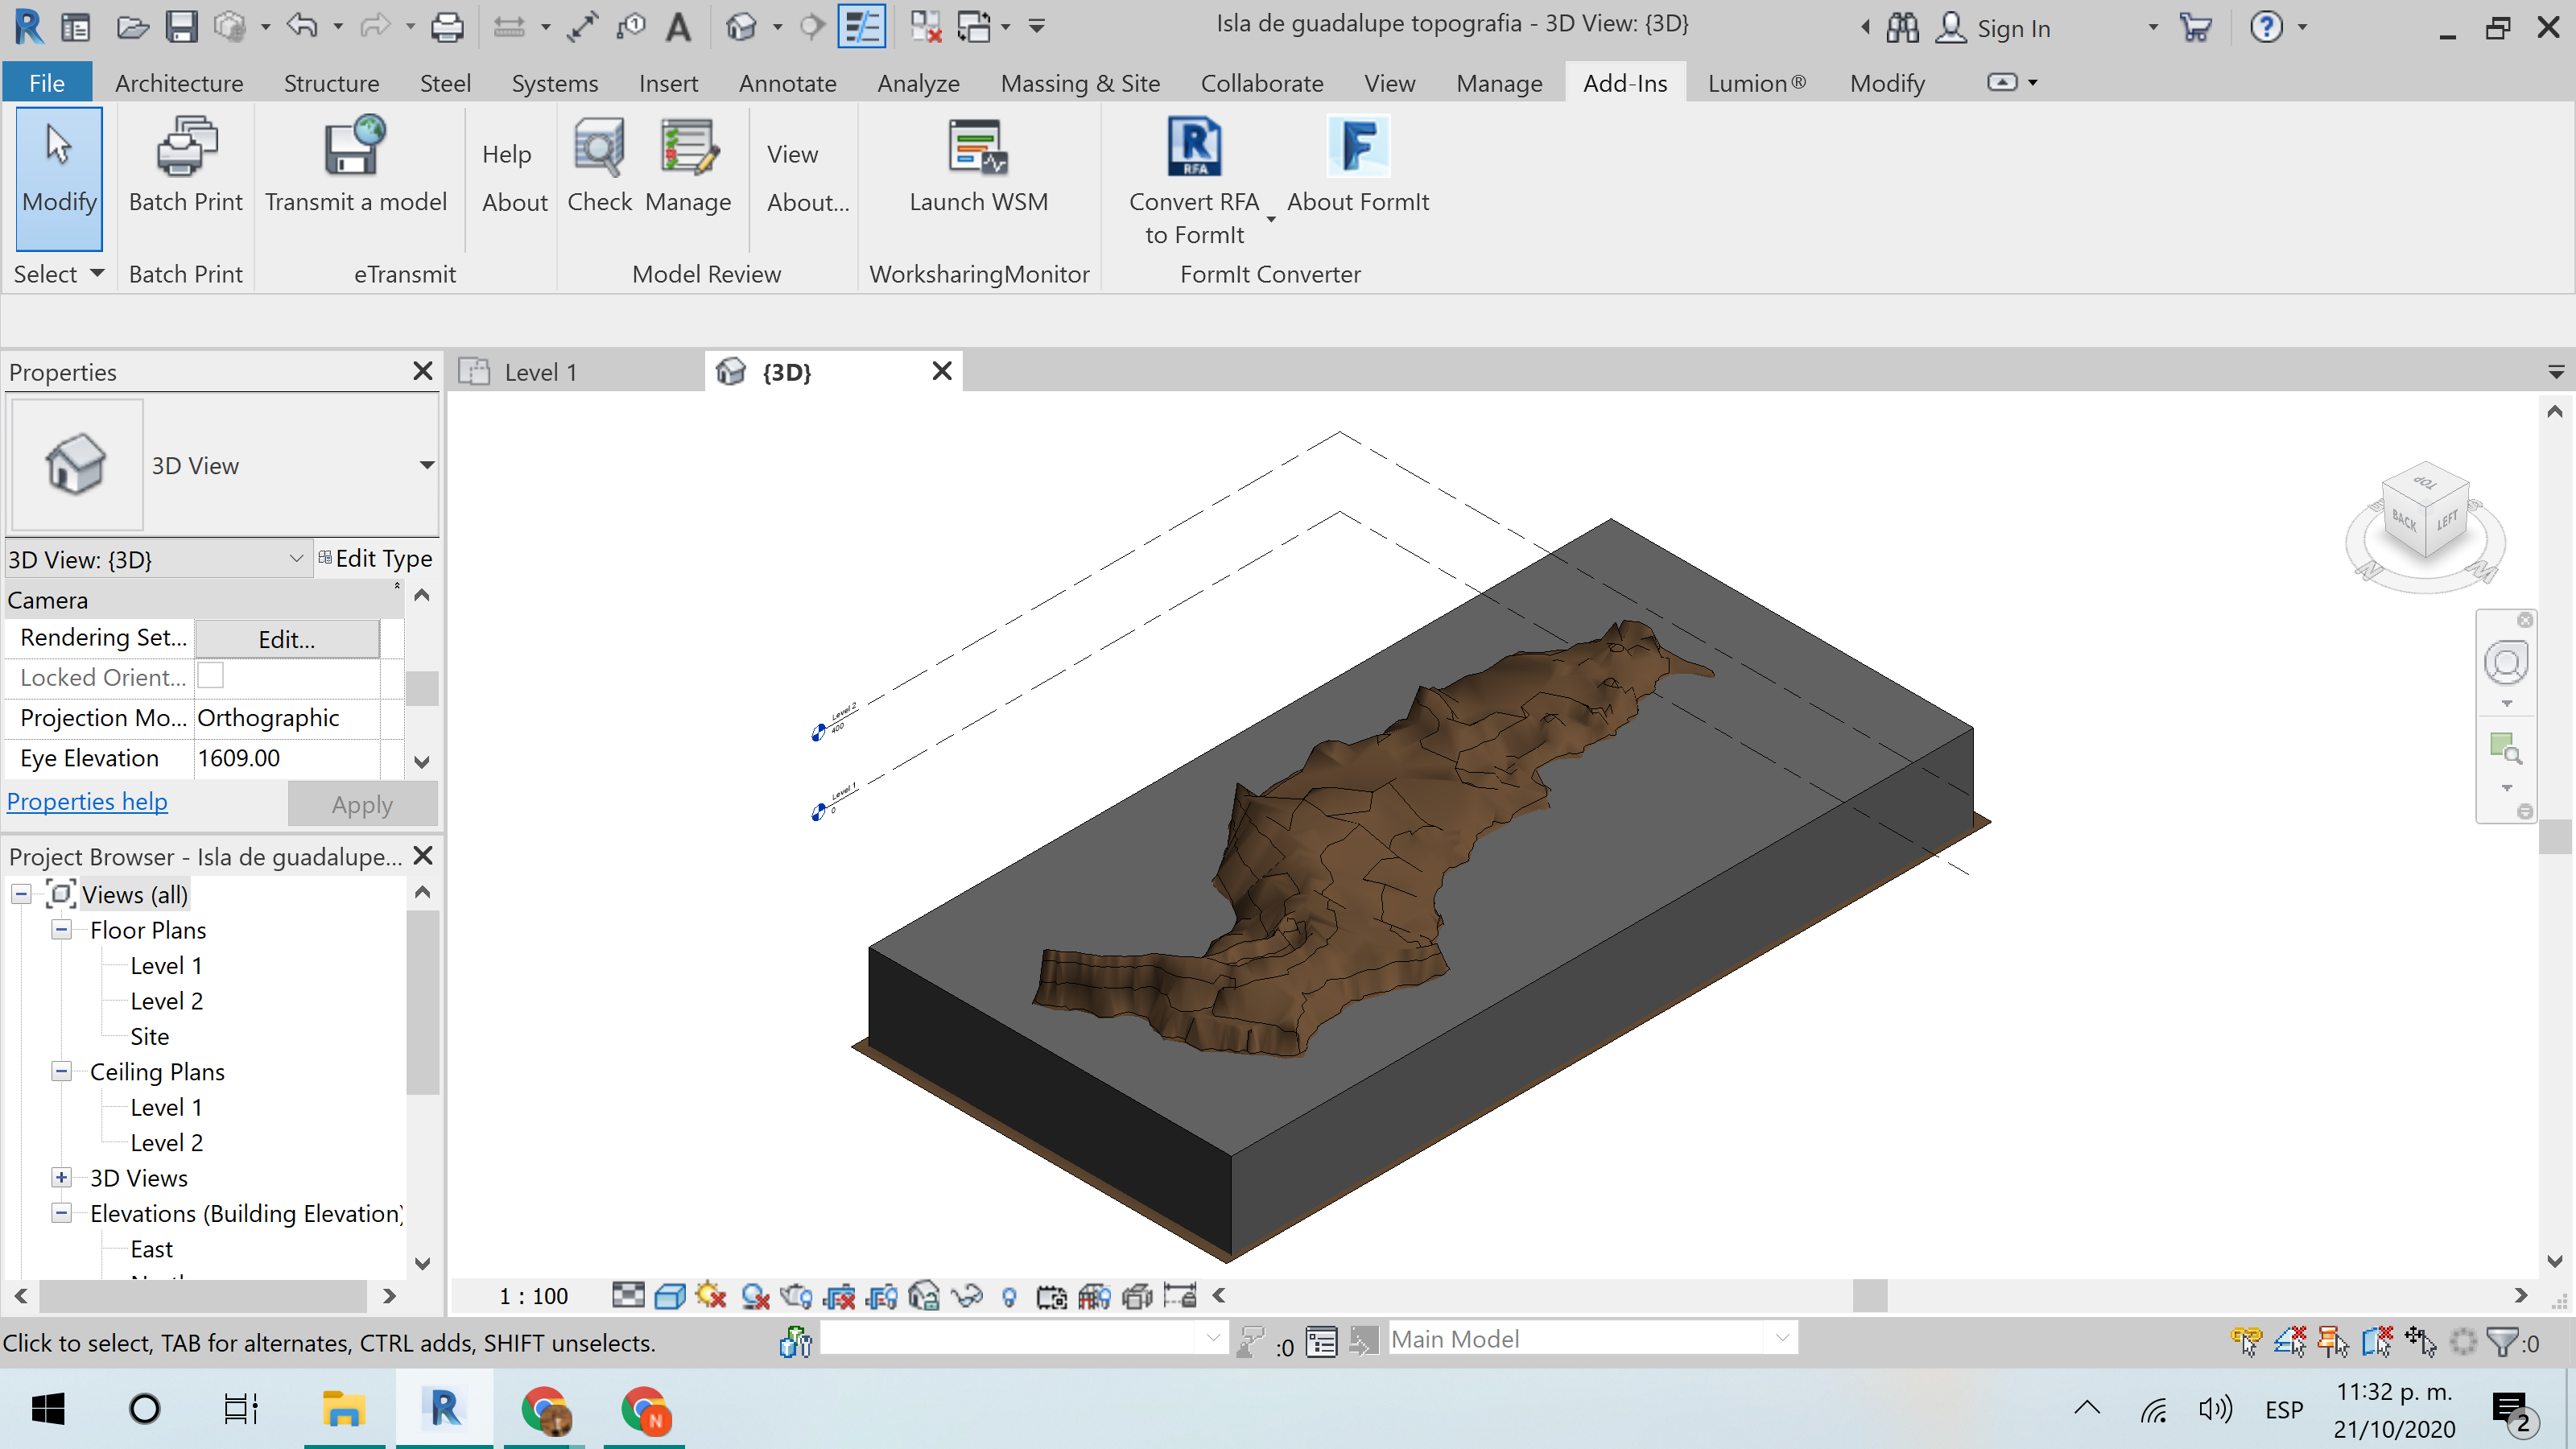 Isla de guadalupe topografia - 3D View: {3D}
Sign In
File Architecture Structure Steel Systems Insert Annotate Analyze Massing & Site Collaborate View Manage Add-Ins Lumion® Modify
Modify
Batch Print
Transmit a model
Help
About
Check
Manage
View
About...
Launch WSM
RFA
Convert RFA
to FormIt
About FormIt
Select
Batch Print
eTransmit
Model Review
WorksharingMonitor
FormIt Converter
Properties
Level 1
{3D}
3D View
3D View: {3D}
Edit Type
Camera
Rendering Set... Edit...
Locked Orient...
Projection Mo... Orthographic
Eye Elevation 1609.00
Properties help
Apply
TOP
BACK
LEFT
N
Level 2
400
Level 1
0
Project Browser - Isla de guadalupe...
Views (all)
Floor Plans
Level 1
Level 2
Site
Ceiling Plans
Level 1
Level 2
3D Views
Elevations (Building Elevation)
East
1 : 100
Click to select, TAB for alternates, CTRL adds, SHIFT unselects.
:0
Main Model
:0
N
ESP
11:32 p. m.
21/10/2020
2